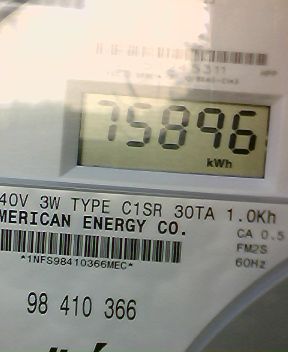 75896
kWh
40V 3W TYPE C1SR 30TA 1.0Kh
MERICAN ENERGY CO.
CA 0.5
*1NFS98410366MEC*
FM2S
60Hz
98 410 366